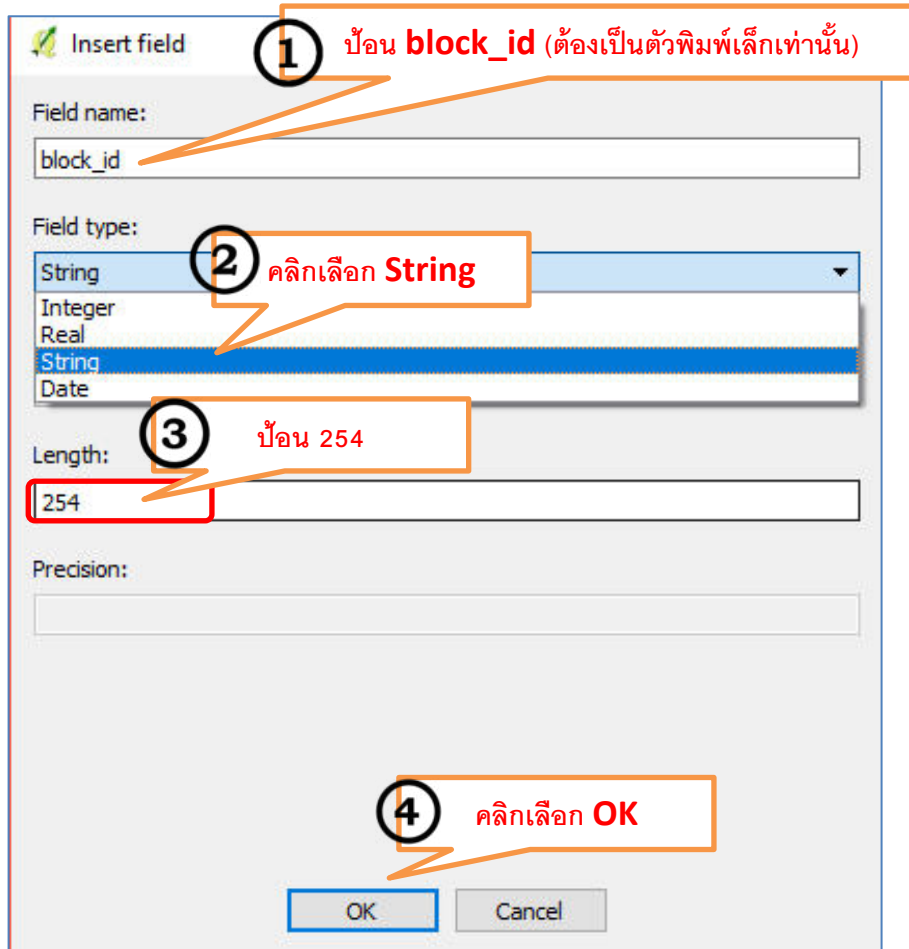 Insert field
1
ป้อน block_id (ต้องเป็นตัวพิมพ์เล็กเท่านั้น)
Field name:
block_id
Field type:
2
คลิกเลือก String
String
Integer
Real
String
Date
3
ป้อน 254
Length:
254
Precision:
4
คลิกเลือก OK
OK
Cancel